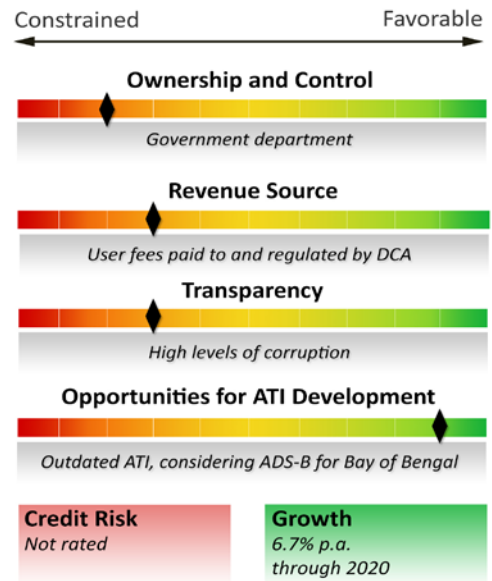 Constrained Favorable
Ownership and Control
Government department
Revenue Source
User fees paid to and regulated by DCA
Transparency
High levels of corruption
Opportunities for ATI Development
Outdated ATI, considering ADS-B for Bay of Bengal
Credit Risk
Not rated
Growth
6.7% p.a.
through 2020